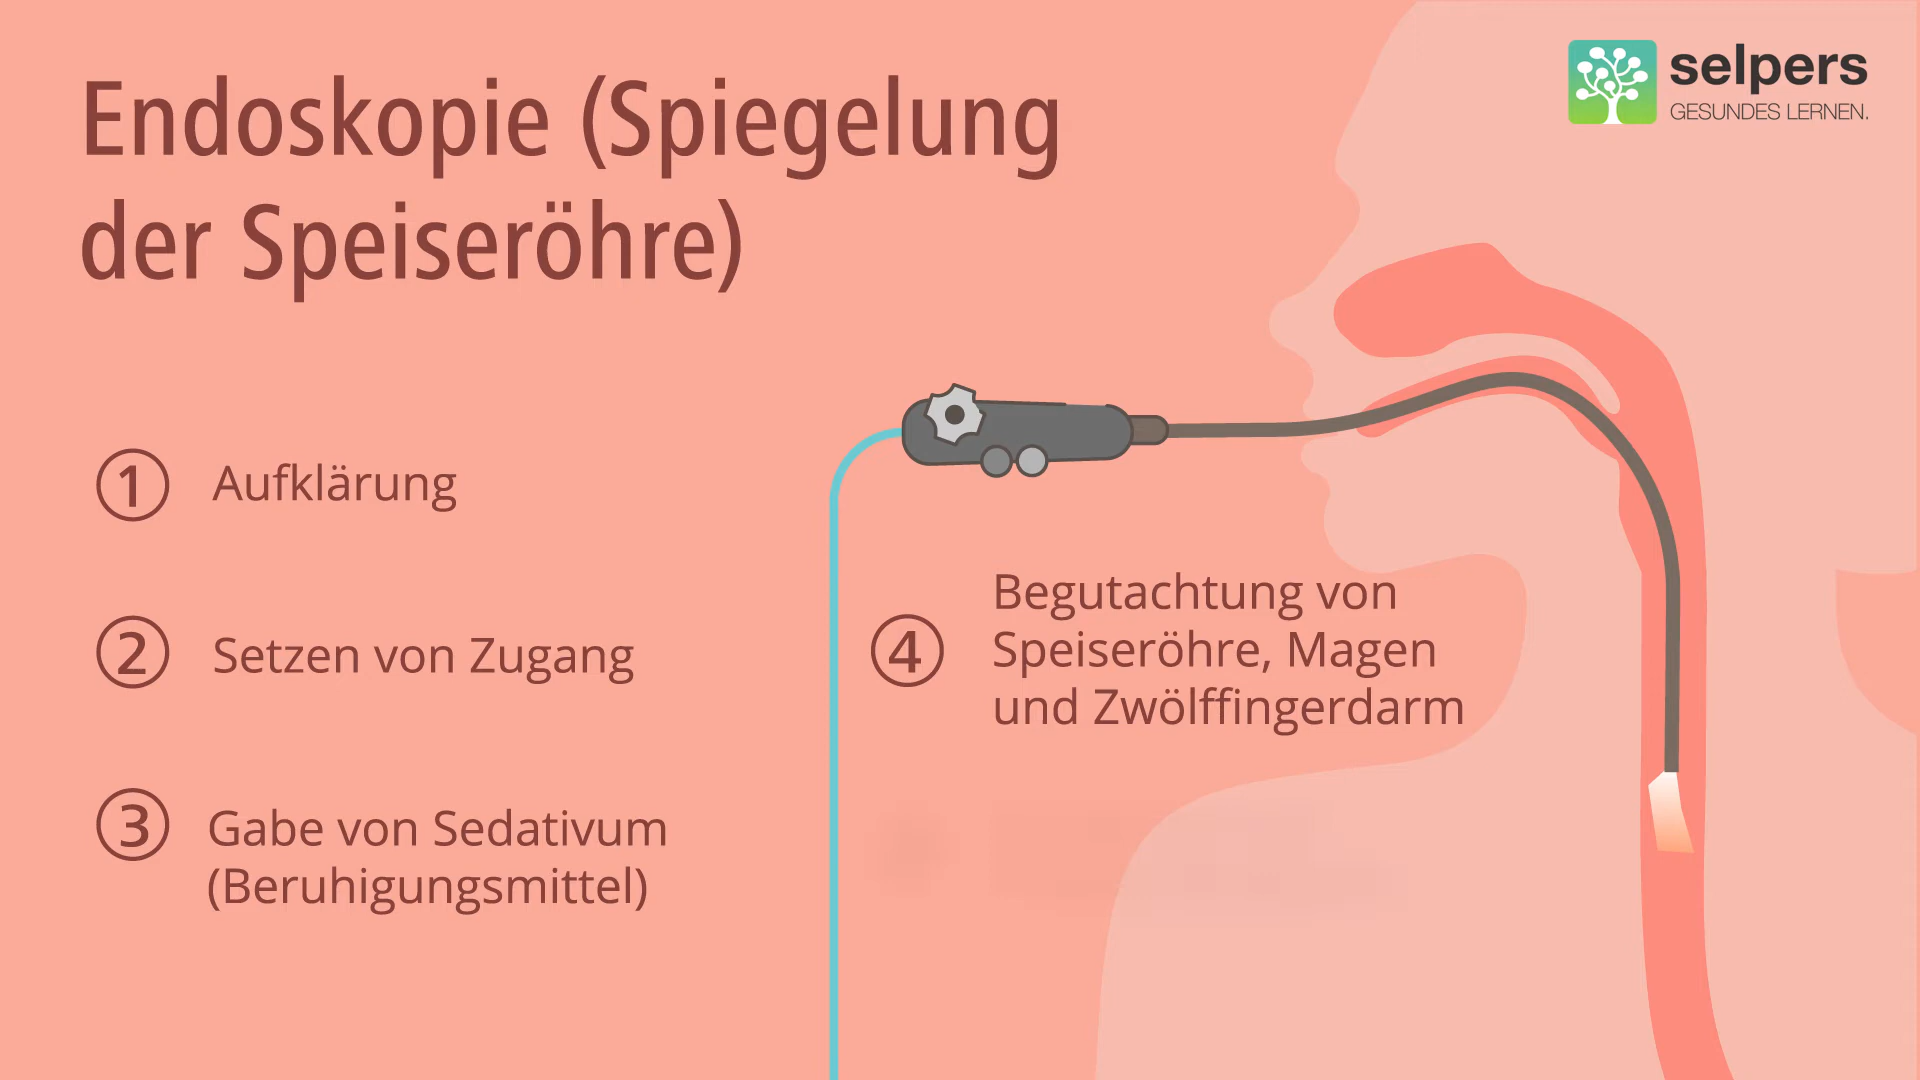 Endoskopie (Spiegelung
der Speiseröhre)
selpers
GESUNDES LERNEN.
1 Aufklärung
2 Setzen von Zugang
3 Gabe von Sedativum
(Beruhigungsmittel)
4 Begutachtung von
Speiseröhre, Magen
und Zwölffingerdarm